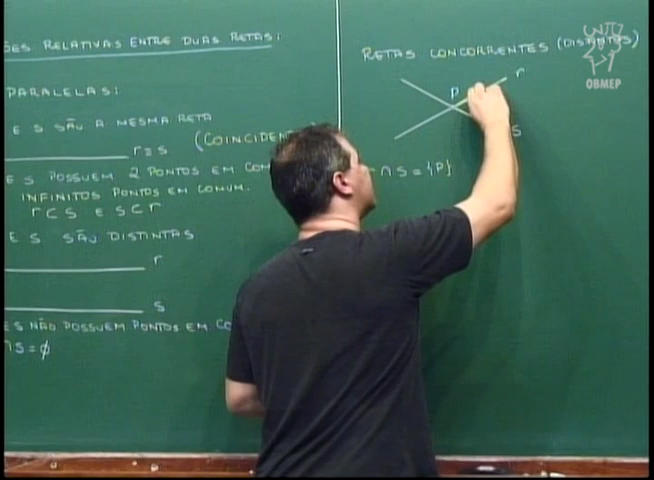 ÕES RELATIVAS ENTRE DUAS RETAS:
PARALELAS:
E S SÃO A MESMA RETA
r ≡ s
(COINCIDEN
E S POSSUEM 2 PONTOS EM COM
INFINITOS PONTOS EM COMUM.
r ⊂ s E s ⊂ r
E S SÃO DISTINTAS
r
s
E S NÃO POSSUEM PONTOS EM CO
∩ S = ∅
RETAS CONCORRENTES (DISTINTAS)
P
r
S
∩ S = {P}
OBMEP